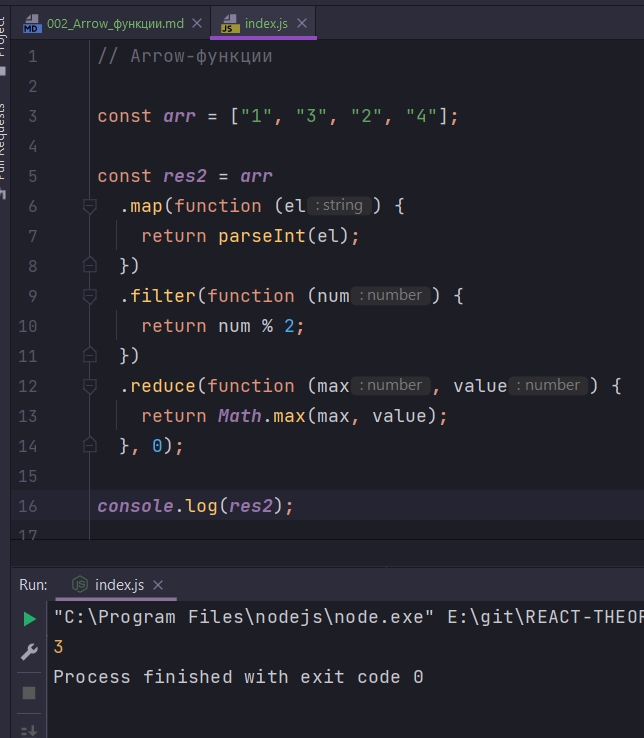 Project
Pull Requests
MD 002_Arrow_функции.md
JS index.js
1 // Arrow-функции
2
3 const arr = ["1", "3", "2", "4"];
4
5 const res2 = arr
6 .map(function (el : string ) {
7 return parseInt(el);
8 })
9 .filter(function (num : number ) {
10 return num % 2;
11 })
12 .reduce(function (max : number , value : number ) {
13 return Math.max(max, value);
14 }, 0);
15
16 console.log(res2);
17
Run: JS index.js
"C:\Program Files\nodejs\node.exe" E:\git\REACT-THEOR
3
Process finished with exit code 0